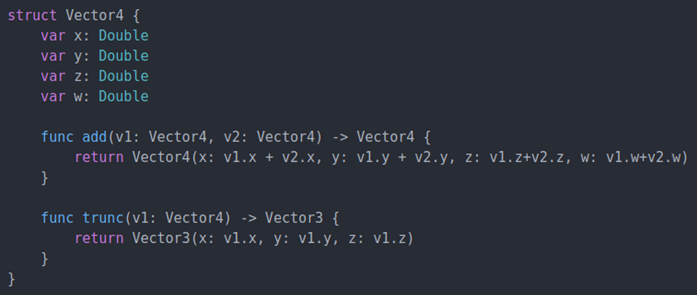 struct Vector4 {
    var x: Double
    var y: Double
    var z: Double
    var w: Double

    func add(v1: Vector4, v2: Vector4) -> Vector4 {
        return Vector4(x: v1.x + v2.x, y: v1.y + v2.y, z: v1.z+v2.z, w: v1.w+v2.w)
    }

    func trunc(v1: Vector4) -> Vector3 {
        return Vector3(x: v1.x, y: v1.y, z: v1.z)
    }
}